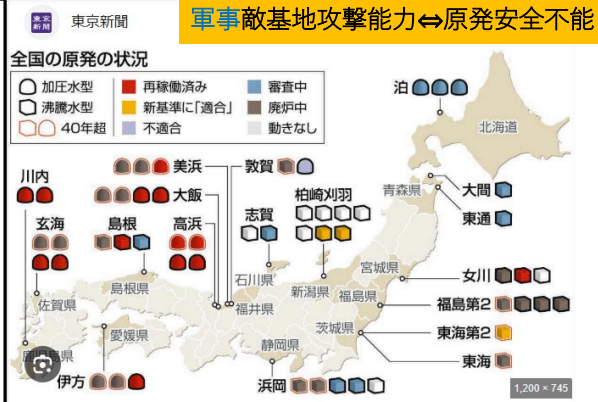 東京
新聞
東京新聞
軍事敵基地攻撃能力⇔原発安全不能
全国の原発の状況
加圧水型
沸騰水型
40年超
再稼働済み
新基準に「適合」
不適合
審査中
廃炉中
動きなし
泊
北海道
川内
美浜
敦賀
大飯
柏崎刈羽
青森県
大間
東通
玄海
島根
高浜
志賀
宮城県
女川
島根県
石川県
新潟県
福島県
福島第2
佐賀県
福井県
茨城県
東海第2
愛媛県
静岡県
東海
鹿児島県
伊方
浜岡
1,200 × 745